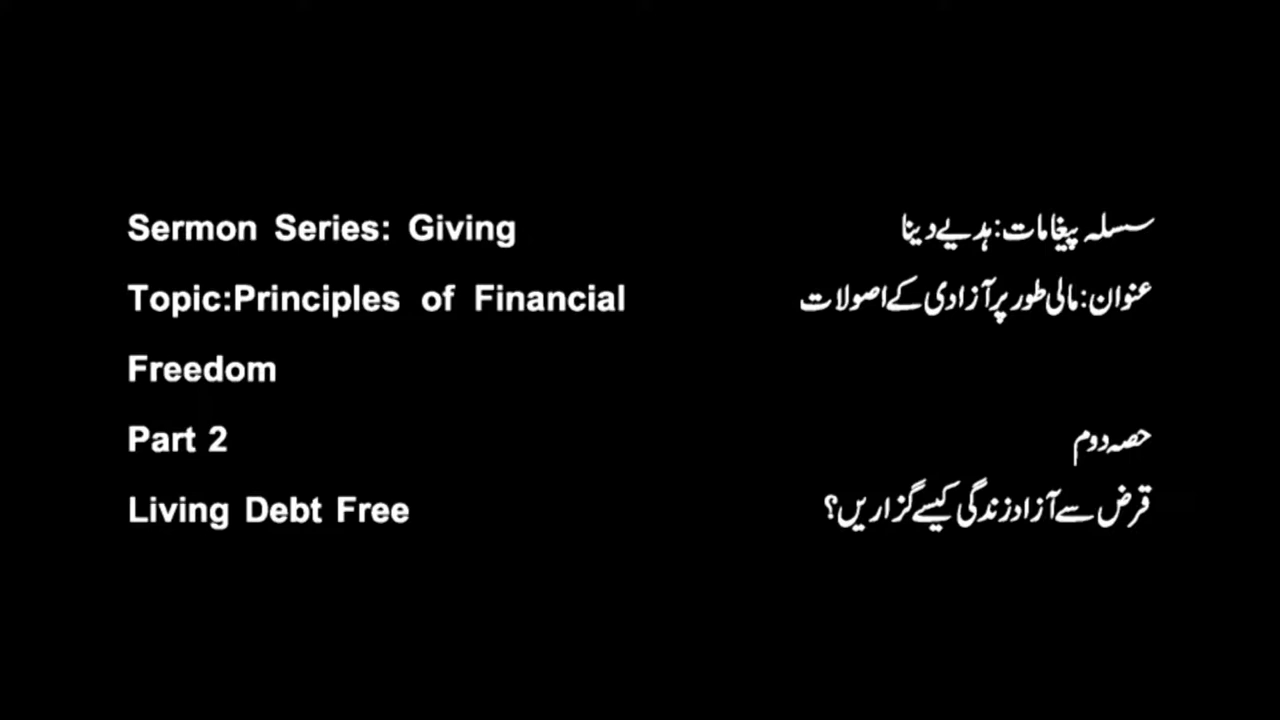 Sermon Series: Giving
سسلہ پیغامات: ہدیے دینا
Topic:Principles of Financial
عنوان: مالی طور پر آزادی کے اصولات
Freedom
Part 2
حصہ دوم
Living Debt Free
قرض سے آزاد زندگی کیسے گزاریں؟